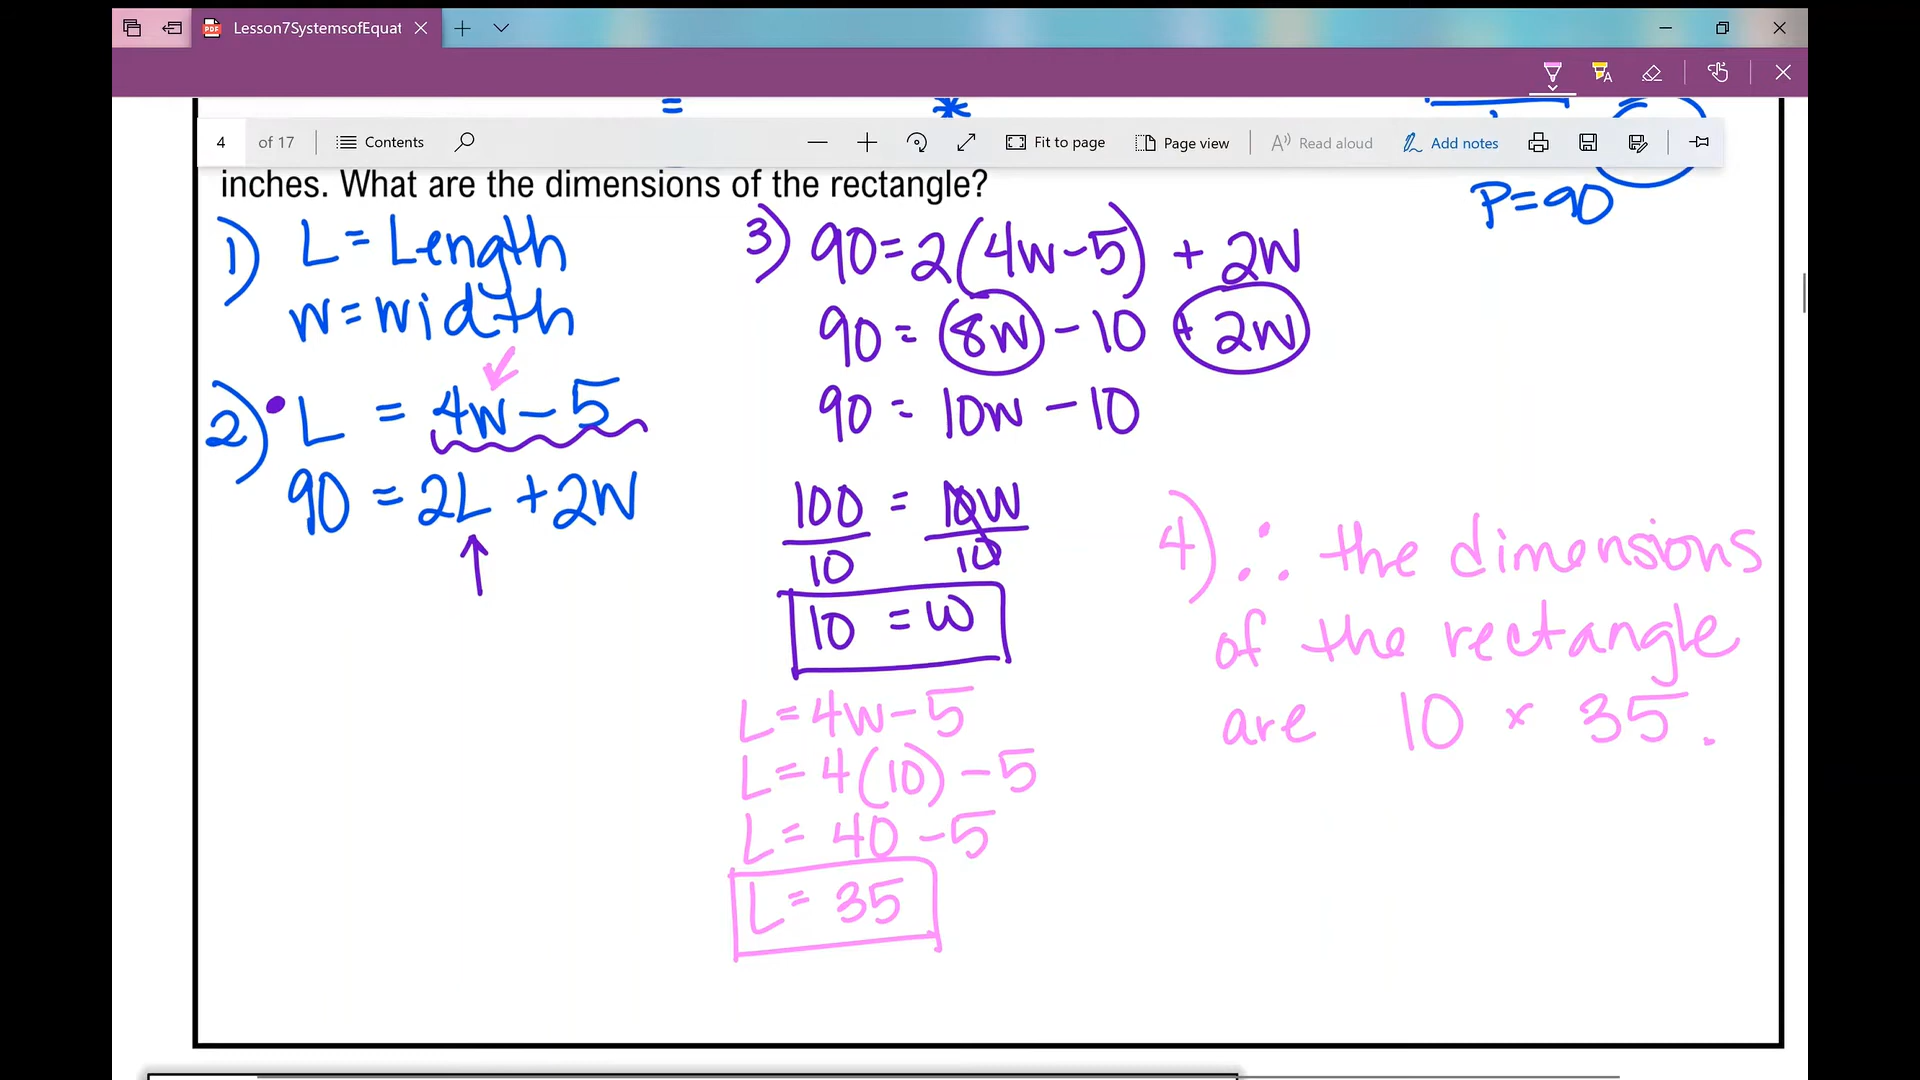 Lesson7SystemsofEquat
= *
4 of 17 Contents Fit to page Page view Read aloud Add notes
inches. What are the dimensions of the rectangle?
P=90
1) L = Length
w = width
2) L = 4w - 5
90 = 2L + 2W
3) 90 = 2(4w-5) + 2W
90 = 8W - 10 + 2W
90 = 10W - 10
100 = 10W
10 10
10 = W
L = 4W - 5
L = 4(10) - 5
L = 40 - 5
L = 35
4) ∴ the dimensions
of the rectangle
are 10 × 35.